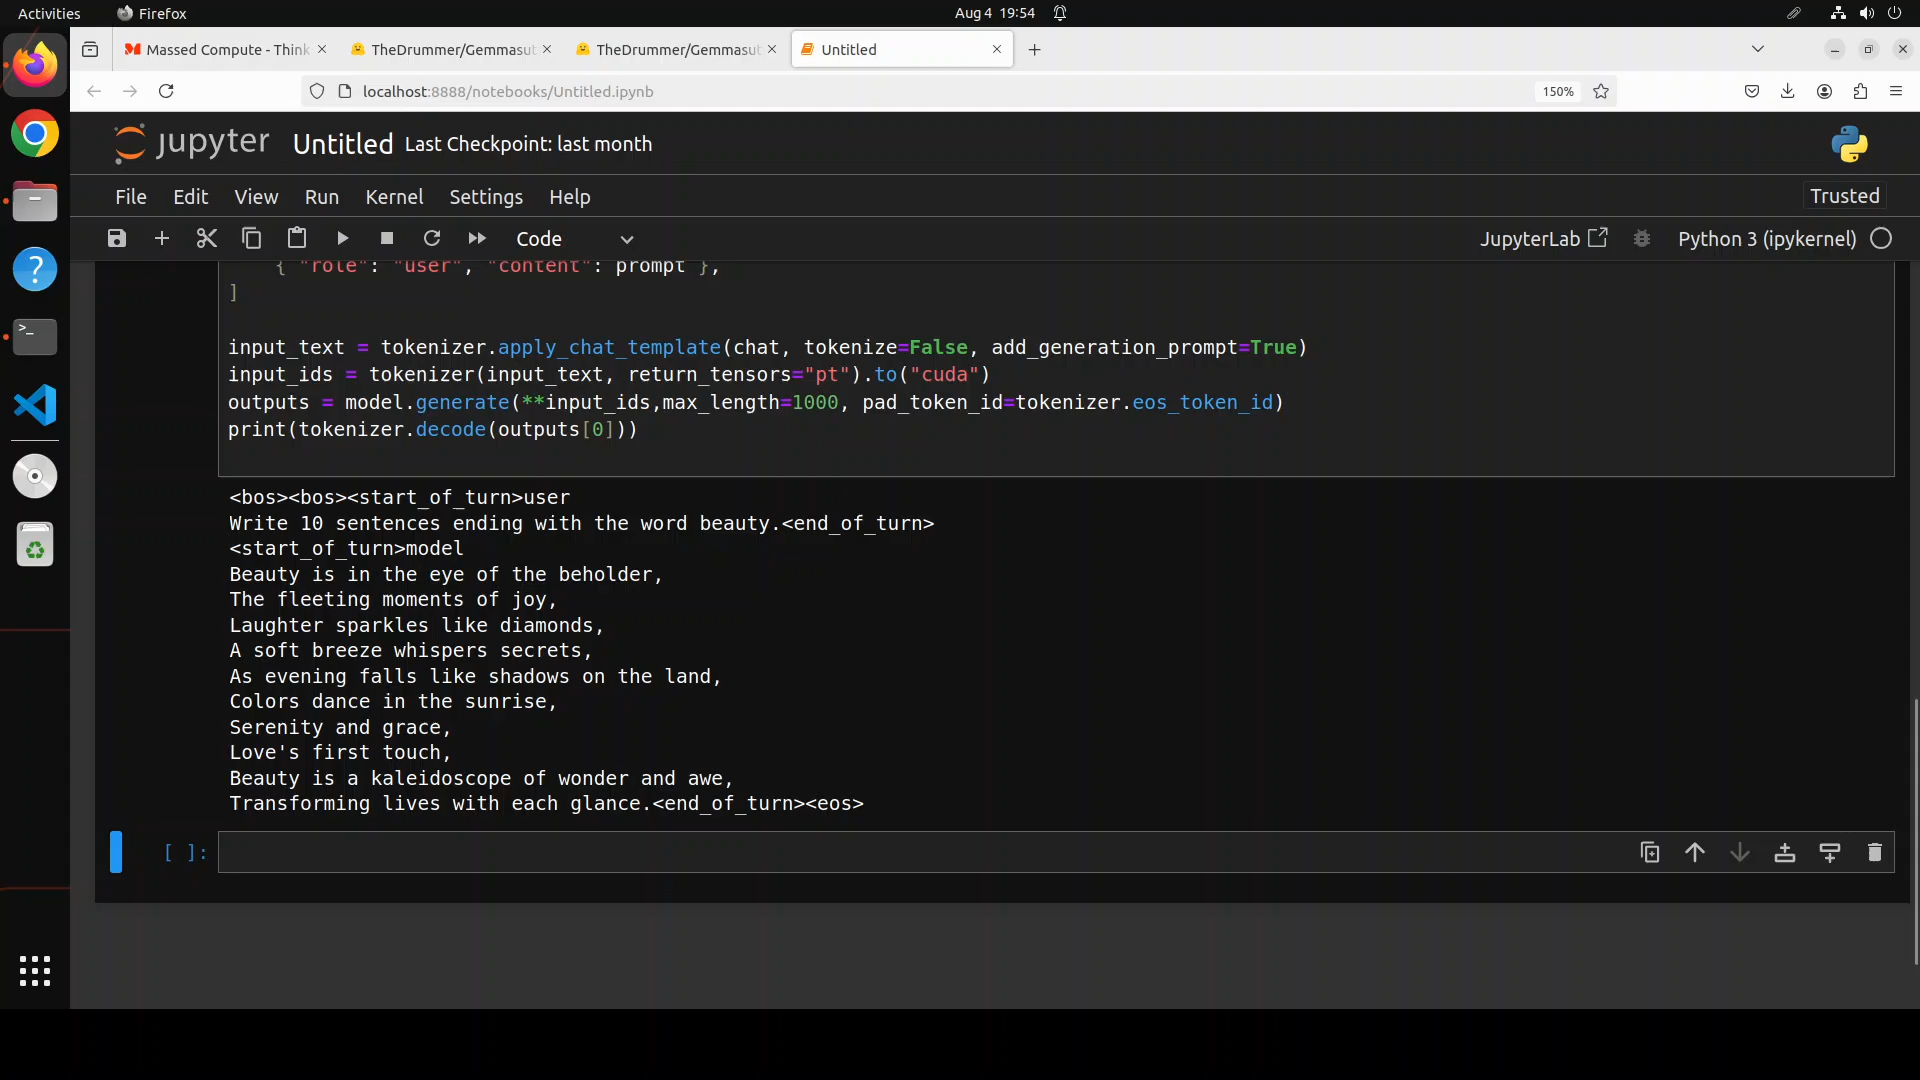 Activities
Firefox
Aug 4 19:54
Massed Compute - Think
TheDrummer/Gemmasut
TheDrummer/Gemmasut
Untitled
localhost:8888/notebooks/Untitled.ipynb
150%
jupyter
Untitled
Last Checkpoint: last month
File
Edit
View
Run
Kernel
Settings
Help
Trusted
Code
JupyterLab
Python 3 (ipykernel)
{ "role": "user", "content": prompt },
]
input_text = tokenizer.apply_chat_template(chat, tokenize=False, add_generation_prompt=True)
input_ids = tokenizer(input_text, return_tensors="pt").to("cuda")
outputs = model.generate(**input_ids,max_length=1000, pad_token_id=tokenizer.eos_token_id)
print(tokenizer.decode(outputs[0]))
<bos><bos><start_of_turn>user
Write 10 sentences ending with the word beauty.<end_of_turn>
<start_of_turn>model
Beauty is in the eye of the beholder,
The fleeting moments of joy,
Laughter sparkles like diamonds,
A soft breeze whispers secrets,
As evening falls like shadows on the land,
Colors dance in the sunrise,
Serenity and grace,
Love's first touch,
Beauty is a kaleidoscope of wonder and awe,
Transforming lives with each glance.<end_of_turn><eos>
[ ]: